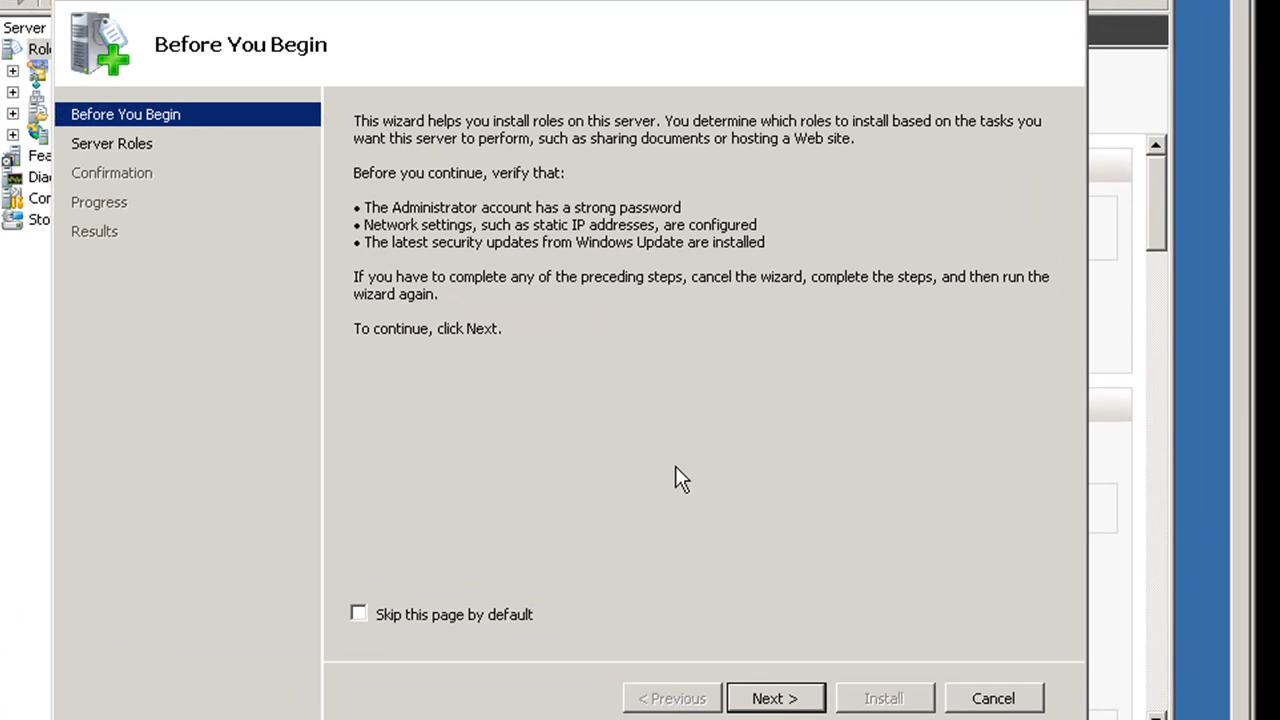 Before You Begin
Server
Rol
Fea
Dia
Con
Sto
Before You Begin
Server Roles
Confirmation
Progress
Results
This wizard helps you install roles on this server. You determine which roles to install based on the tasks you
want this server to perform, such as sharing documents or hosting a Web site.
Before you continue, verify that:
• The Administrator account has a strong password
• Network settings, such as static IP addresses, are configured
• The latest security updates from Windows Update are installed
If you have to complete any of the preceding steps, cancel the wizard, complete the steps, and then run the
wizard again.
To continue, click Next.
Skip this page by default
< Previous
Next >
Install
Cancel